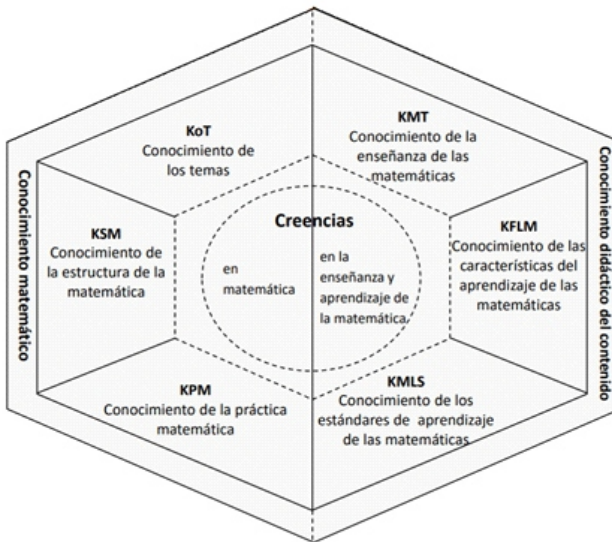 KoT
Conocimiento de
los temas
KMT
Conocimiento de la
enseñanza de las
matemáticas
Conocimiento matemático
KSM
Conocimiento de
la estructura de la
matemática
Creencias
en
matemática
en la
enseñanza y
aprendizaje de
la matemática
KFLM
Conocimiento de las
características del
aprendizaje de las
matemáticas
Conocimiento didáctico del contenido
KPM
Conocimiento de la práctica
matemática
KMLS
Conocimiento de los
estándares de aprendizaje
de las matemáticas